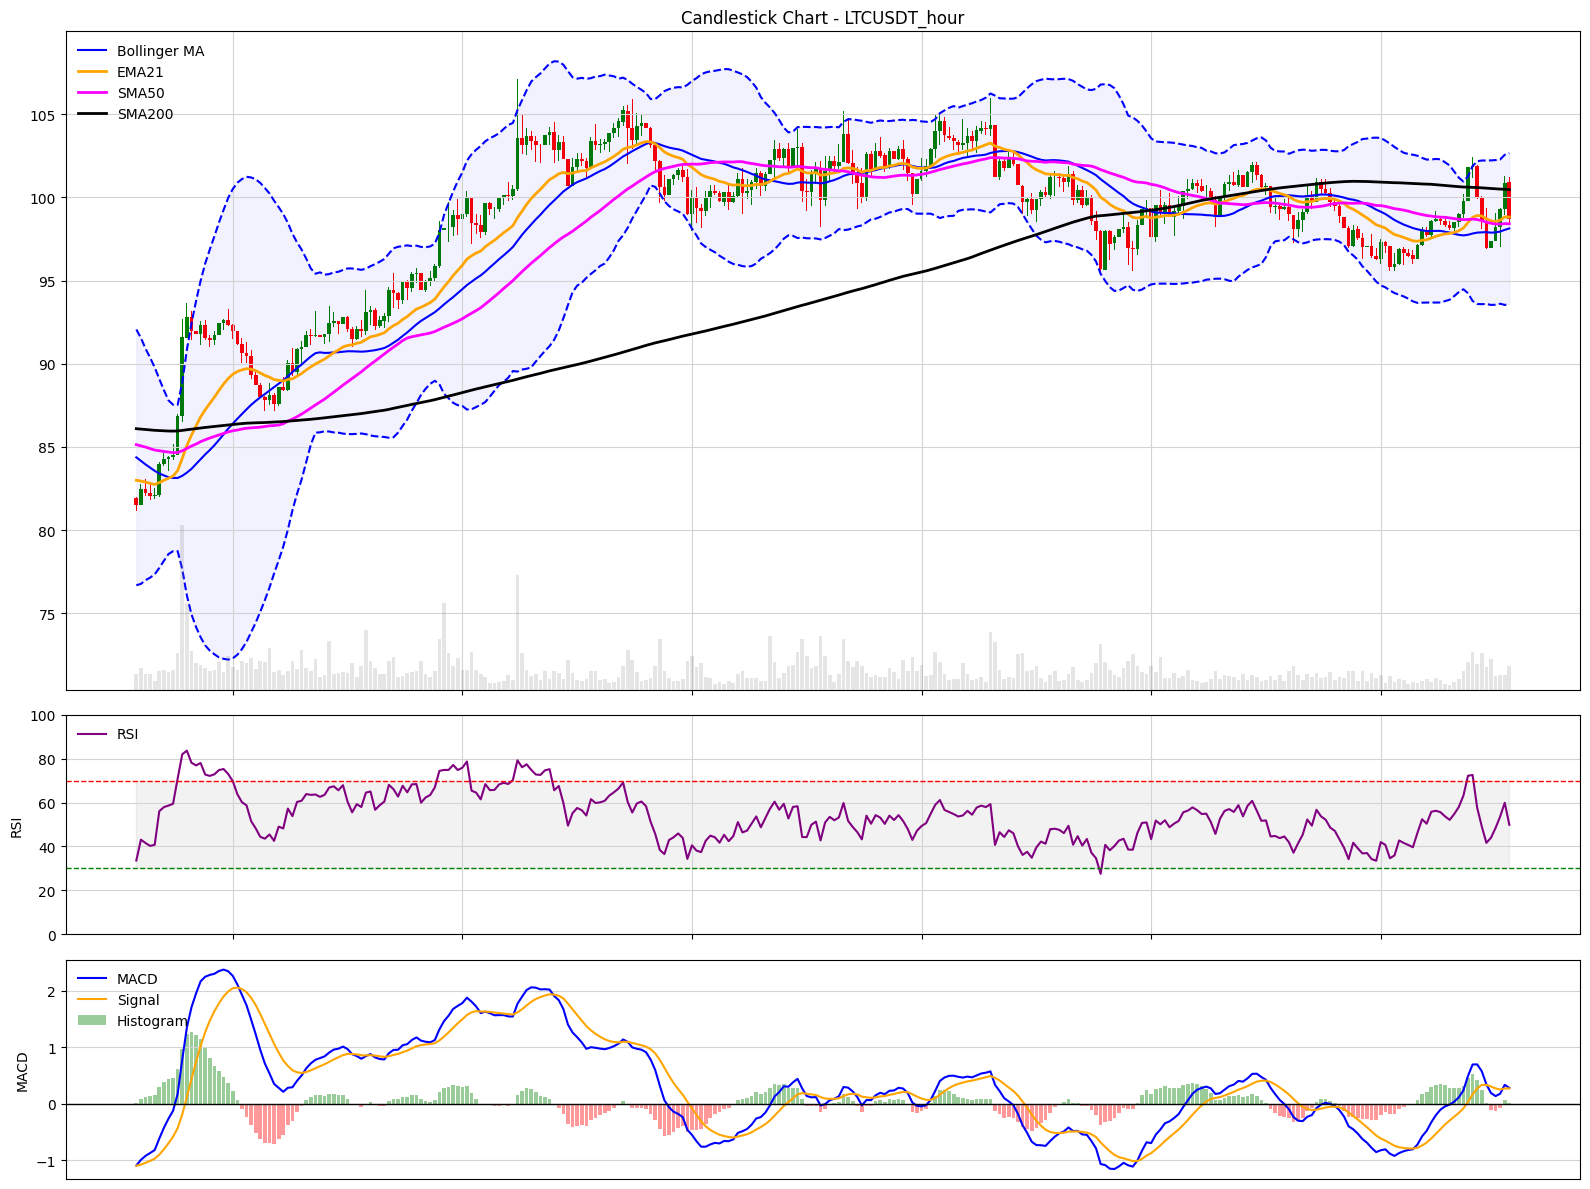 Candlestick Chart - LTCUSDT_hour
Bollinger MA
EMA21
SMA50
SMA200
105
100
95
90
85
80
75
RSI
100
80
60
40
20
0
RSI
MACD
Signal
Histogram
2
1
0
−1
MACD